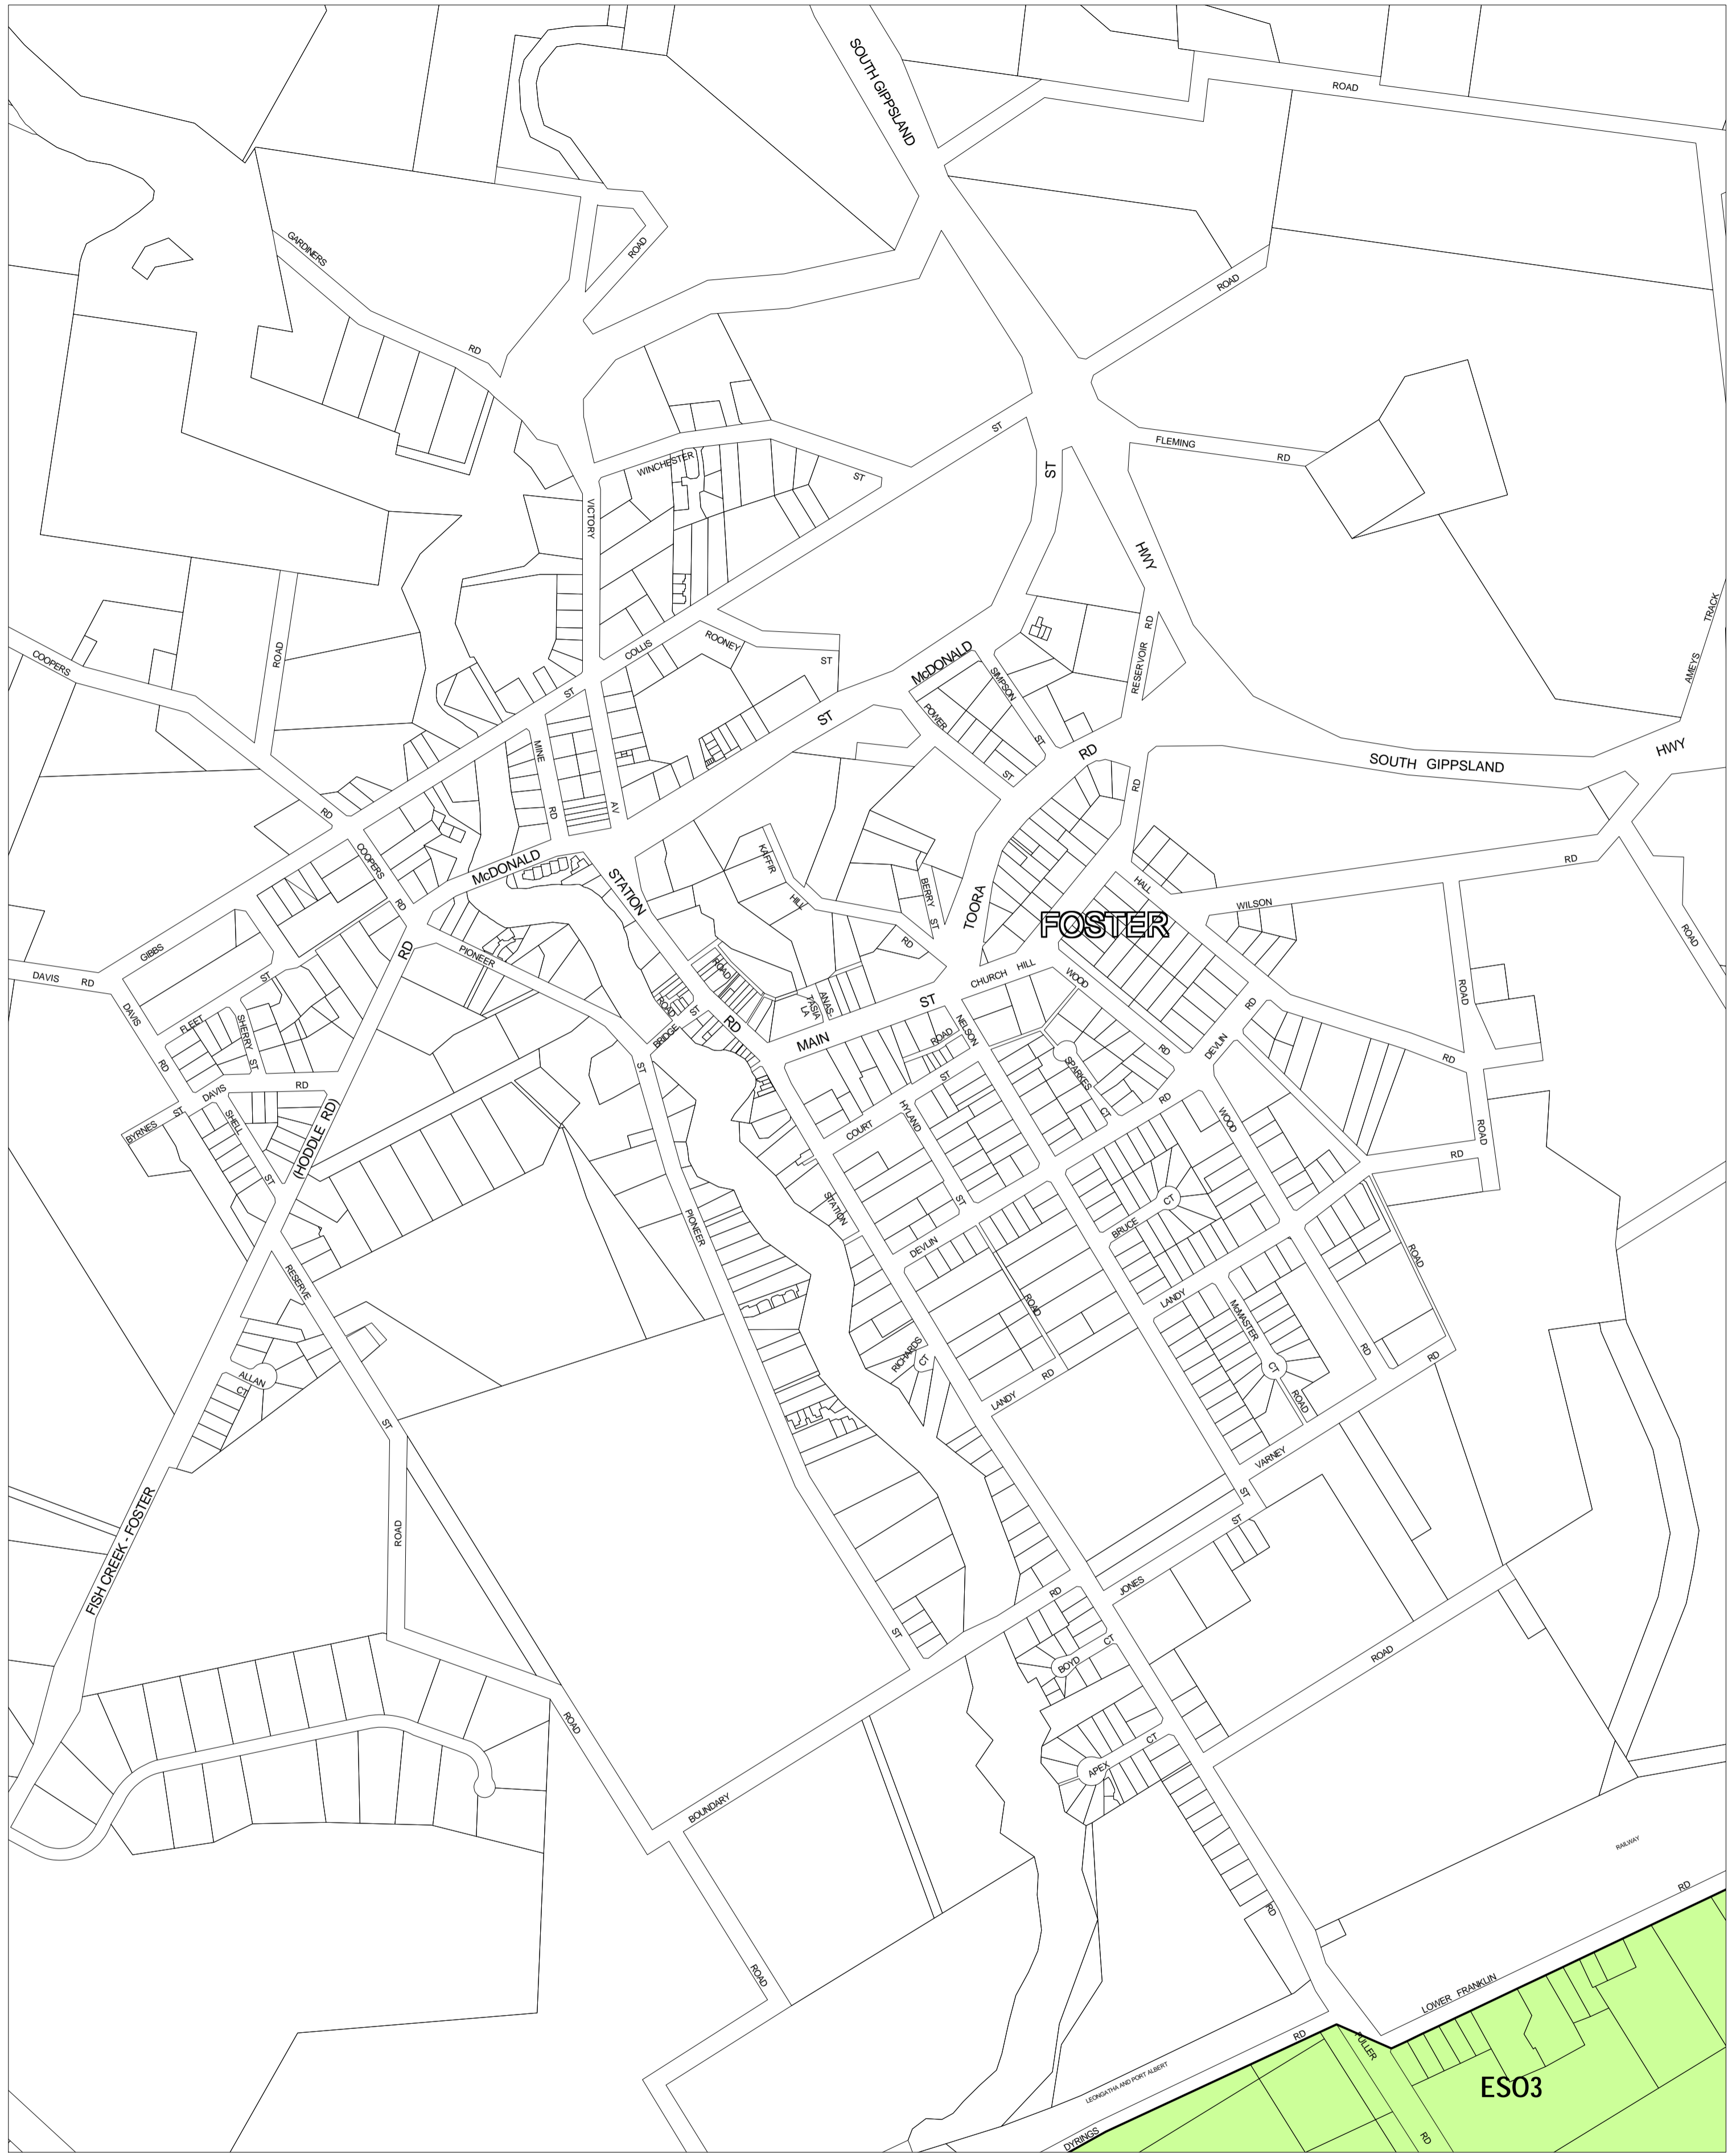 SOUTH GIPPSLAND
ROAD
GARDINERS
RD
ROAD
ROAD
ST
WINCHESTER
ST
VICTORY
ST
FLEMING
RD
HWY
TRACK
AMEYS
COOPERS
ROAD
COLLIS
ROONEY
ST
ST
McDONALD
SIMPSON
POWER
ST
ST
RESERVOIR RD
RD
ST
MINE
RD
AV
RD
SOUTH GIPPSLAND
HWY
RD
RD
COOPERS
RD
McDONALD
STATION
KAFFIR
HILL
RD
BERRY
ST
TOORA
HALL
FOSTER
WILSON
ROAD
ROAD
GIBBS
DAVIS RD
DAVIS
RD
FLEET
ST
SHERRY
ST
RD
PIONEER
ROAD
ROAD
ST
BRIDGE
RD
ANAS-
TASIA
LA
MAIN
ST
CHURCH HILL
WOOD
RD
NELSON
ROAD
ST
COURT
SPARKES
CT
DEVLIN
RD
RD
ST
DAVIS
RD
BYRNES
ST
SHELL
ST
(HODDLE RD)
HYLAND
ST
RD
WOOD
ROAD
RD
STATION
PIONEER
DEVLIN
BRUCE
CT
ROAD
ROAD
LANDY
McMASTER
CT
ROAD
RD
RD
RESERVE
ST
ALLAN
CT
RICHARDS
CT
LANDY
RD
VARNEY
ST
ST
JONES
FISH CREEK - FOSTER
ROAD
ST
RD
BOYD
CT
ROAD
APEX
CT
ROAD
BOUNDARY
RAILWAY
RD
RD
ROAD
LOWER FRANKLIN
RD
FULLER
LEONGATHA AND PORT ALBERT
ESO3
DYRINGS
RD